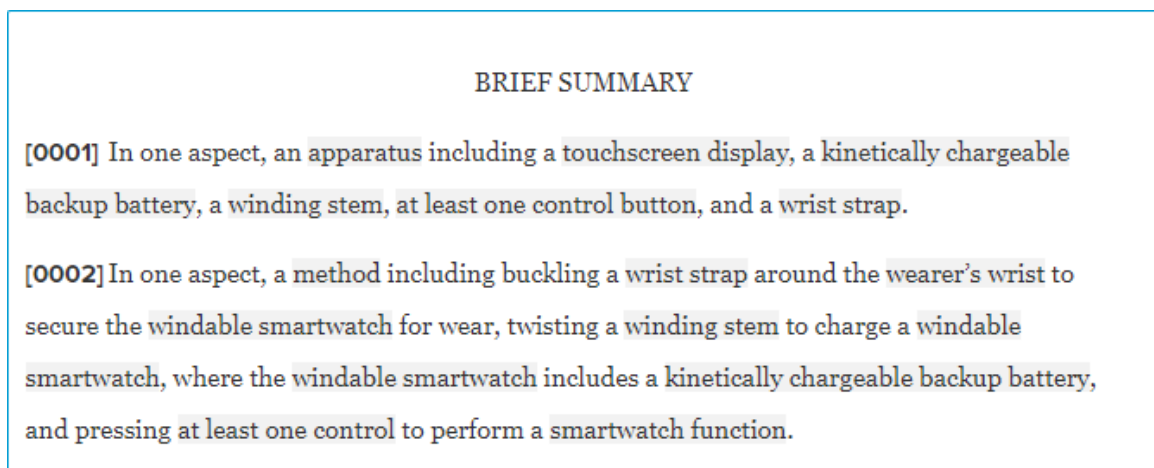 BRIEF SUMMARY
[0001] In one aspect, an apparatus including a touchscreen display, a kinetically chargeable
backup battery, a winding stem, at least one control button, and a wrist strap.
[0002] In one aspect, a method including buckling a wrist strap around the wearer’s wrist to
secure the windable smartwatch for wear, twisting a winding stem to charge a windable
smartwatch, where the windable smartwatch includes a kinetically chargeable backup battery,
and pressing at least one control to perform a smartwatch function.